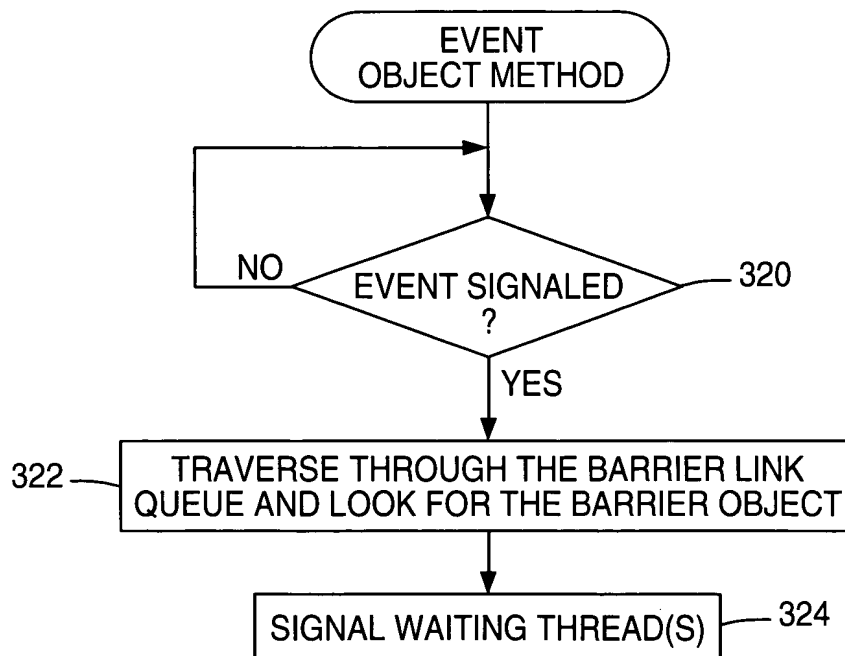 EVENT
OBJECT METHOD
NO
EVENT SIGNALED
?
320
YES
322
TRAVERSE THROUGH THE BARRIER LINK
QUEUE AND LOOK FOR THE BARRIER OBJECT
SIGNAL WAITING THREAD(S)
324